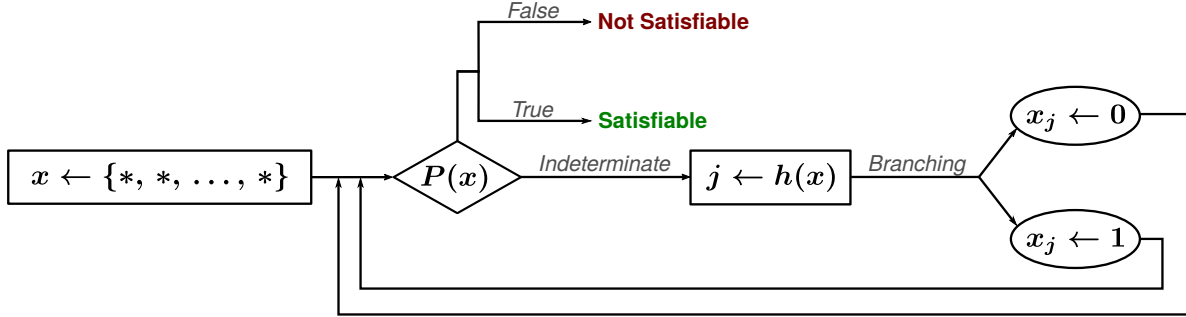 False
Not Satisfiable
True
Satisfiable
x ← {*, *, …, *}
P(x)
Indeterminate
j ← h(x)
Branching
x_j ← 0
x_j ← 1